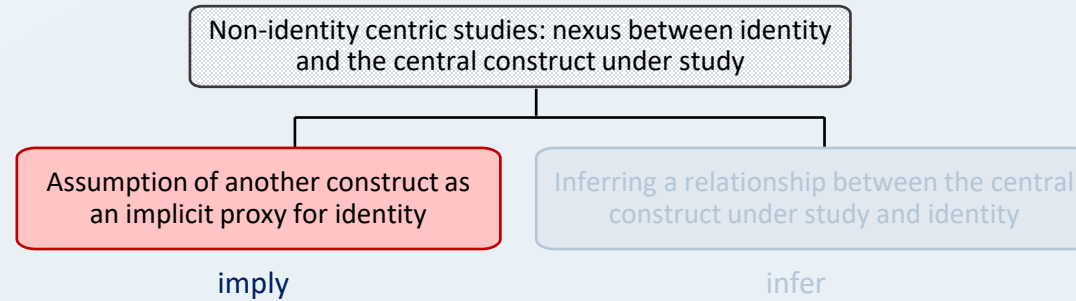 Non-identity centric studies: nexus between identity
and the central construct under study
Assumption of another construct as
an implicit proxy for identity
Inferring a relationship between the central
construct under study and identity
imply
infer